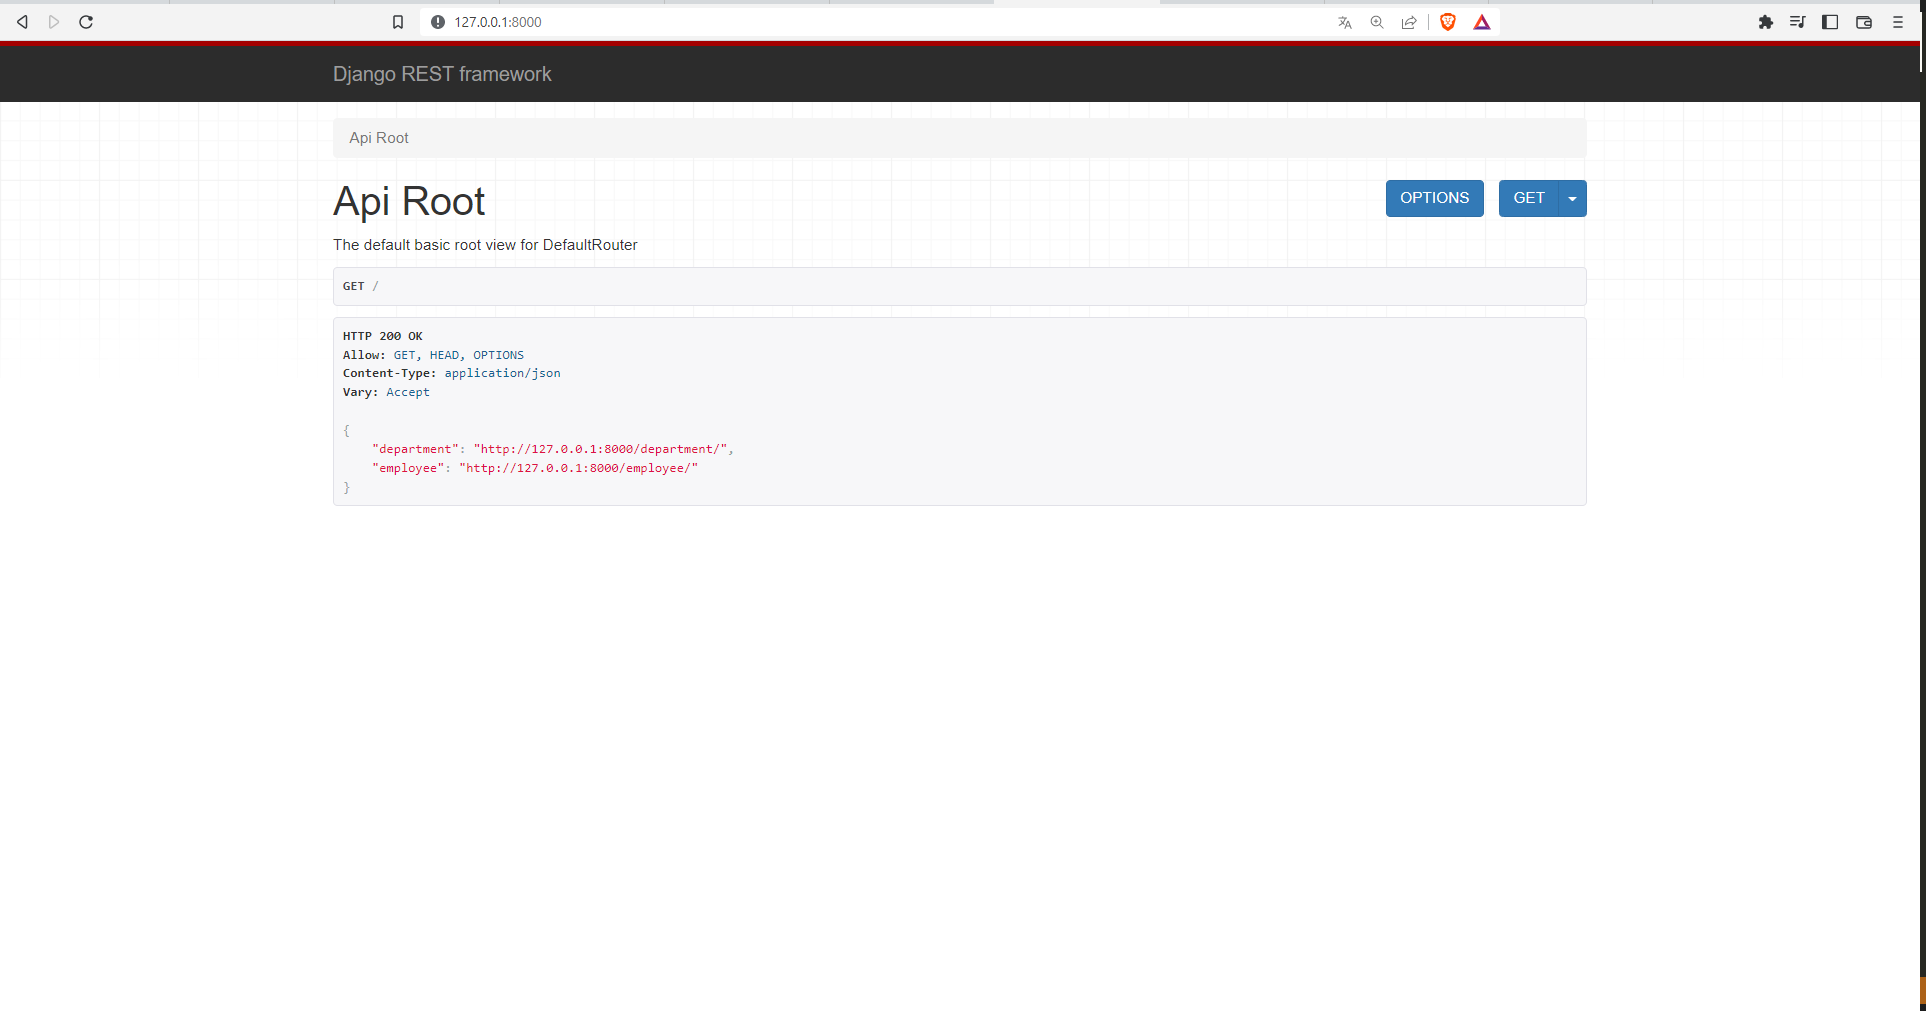 127.0.0.1:8000
Django REST framework
Api Root
Api Root
OPTIONS
GET
The default basic root view for DefaultRouter
GET /
HTTP 200 OK
Allow: GET, HEAD, OPTIONS
Content-Type: application/json
Vary: Accept
{
    "department": "http://127.0.0.1:8000/department/",
    "employee": "http://127.0.0.1:8000/employee/"
}